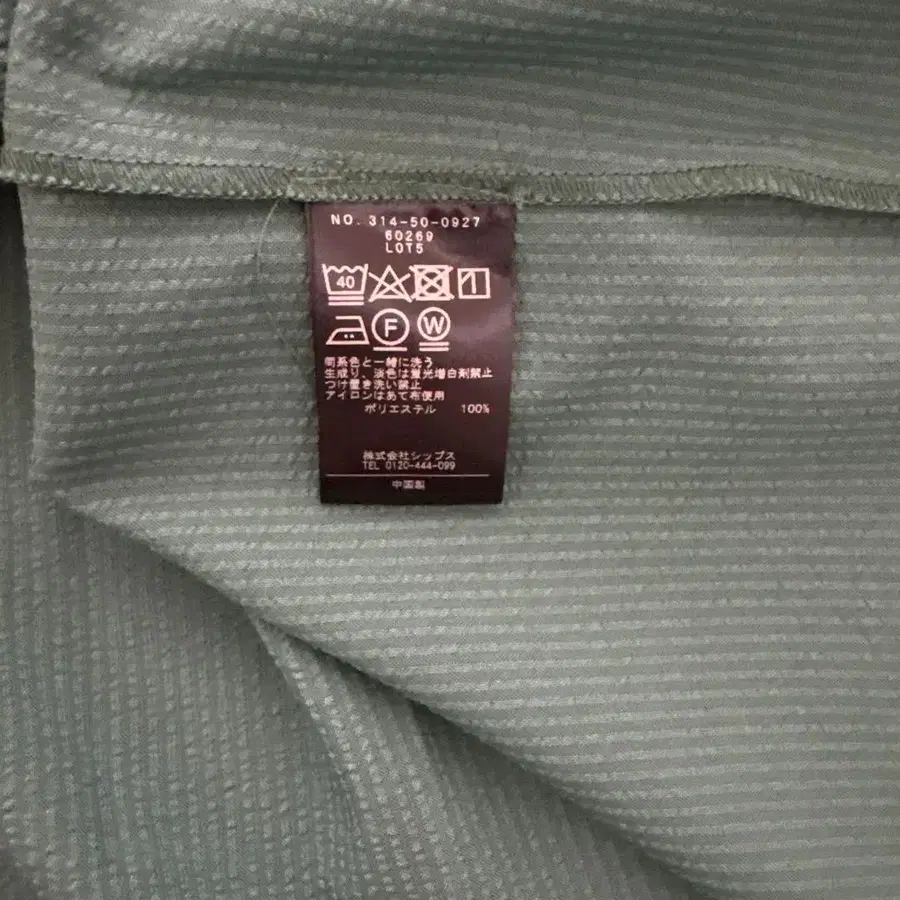 NO. 314-50-0927
60269
LOT5
40
F W
同系色と一緒に洗う
生成り、淡色は蛍光増白剤禁止
つけ置き洗い禁止
アイロンはあて布使用
ポリエステル 100%
株式会社シップス
TEL 0120-444-099
中国製